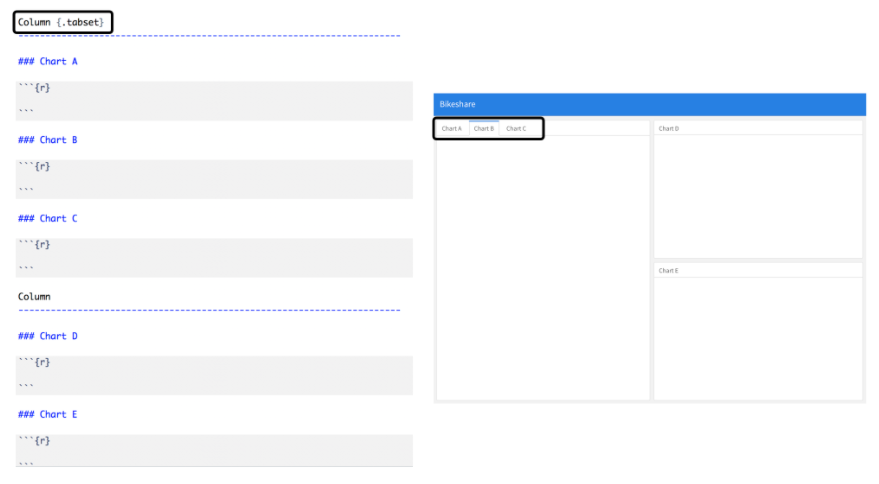 Column {.tabset}
-----------------------------------------------------------------------
### Chart A
```{r}
```
### Chart B
```{r}
```
### Chart C
```{r}
```
Column
-----------------------------------------------------------------------
### Chart D
```{r}
```
### Chart E
```{r}
```
Bikeshare
Chart A Chart B Chart C
Chart D
Chart E